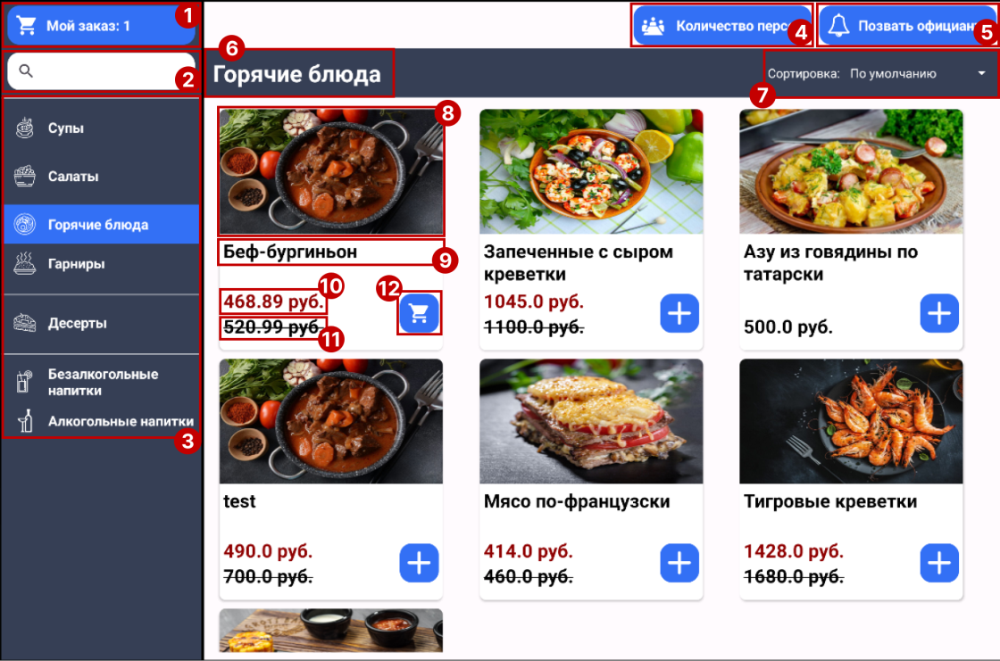 Мой заказ: 1
1
Количество перс
4
Позвать официан
5
2
6
Горячие блюда
Сортировка: По умолчанию
7
Супы
Салаты
Горячие блюда
Гарниры
Десерты
Безалкогольные
напитки
Алкогольные напитки
3
8
Беф-бургиньон
9
468.89 руб.
10
520.99 руб.
11
12
Запеченные с сыром
креветки
1045.0 руб.
1100.0 руб.
Азу из говядины по
татарски
500.0 руб.
test
490.0 руб.
700.0 руб.
Мясо по-французски
414.0 руб.
460.0 руб.
Тигровые креветки
1428.0 руб.
1680.0 руб.